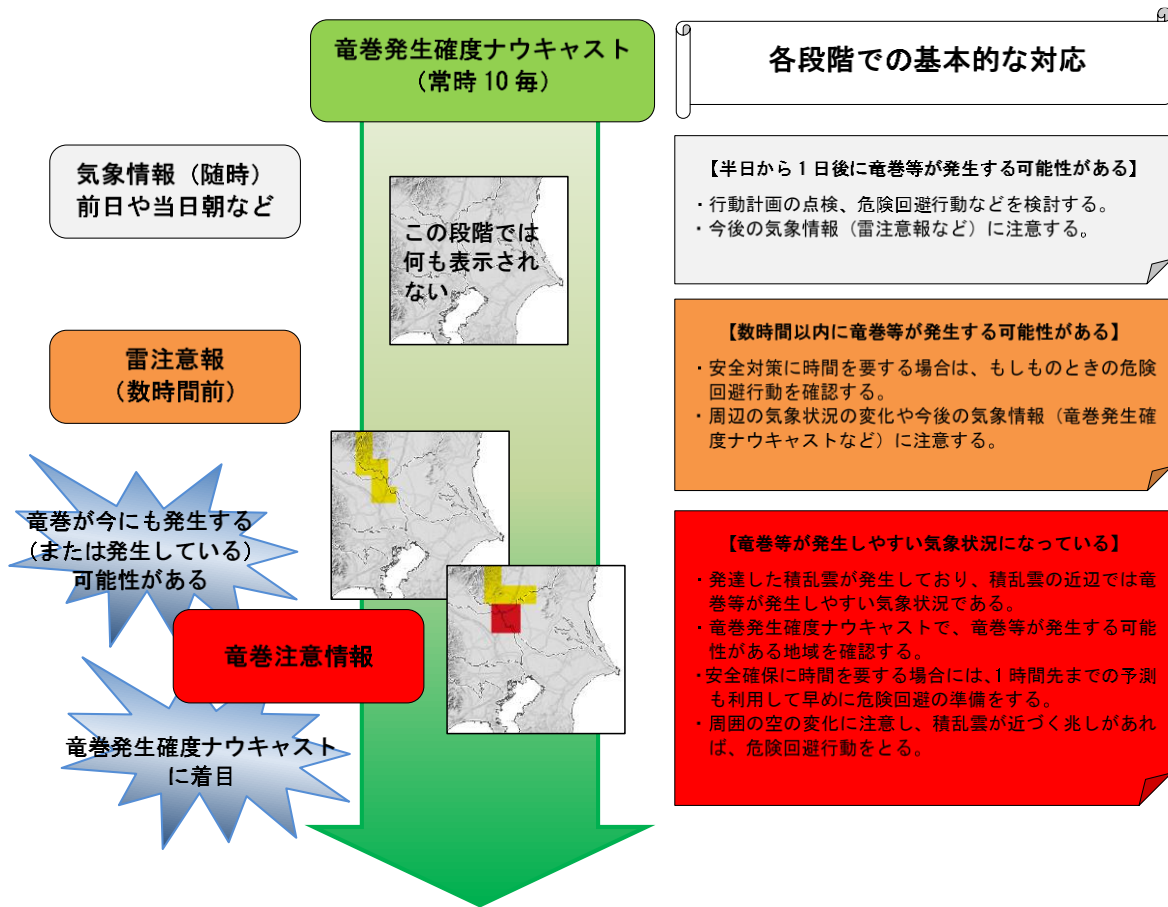 竜巻発生確度ナウキャスト
（常時 10 毎）
各段階での基本的な対応
気象情報（随時）
前日や当日朝など
この段階では
何も表示され
ない
【半日から 1 日後に竜巻等が発生する可能性がある】
・行動計画の点検、危険回避行動などを検討する。
・今後の気象情報（雷注意報など）に注意する。
雷注意報
（数時間前）
【数時間以内に竜巻等が発生する可能性がある】
・安全対策に時間を要する場合は、もしものときの危険
回避行動を確認する。
・周辺の気象状況の変化や今後の気象情報（竜巻発生確
度ナウキャストなど）に注意する。
竜巻が今にも発生する
(または発生している)
可能性がある
竜巻注意情報
竜巻発生確度ナウキャスト
に着目
【竜巻等が発生しやすい気象状況になっている】
・発達した積乱雲が発生しており、積乱雲の近辺では竜
巻等が発生しやすい気象状況である。
・竜巻発生確度ナウキャストで、竜巻等が発生する可能
性がある地域を確認する。
・安全確保に時間を要する場合には、1 時間先までの予測
も利用して早めに危険回避の準備をする。
・周囲の空の変化に注意し、積乱雲が近づく兆しがあれ
ば、危険回避行動をとる。